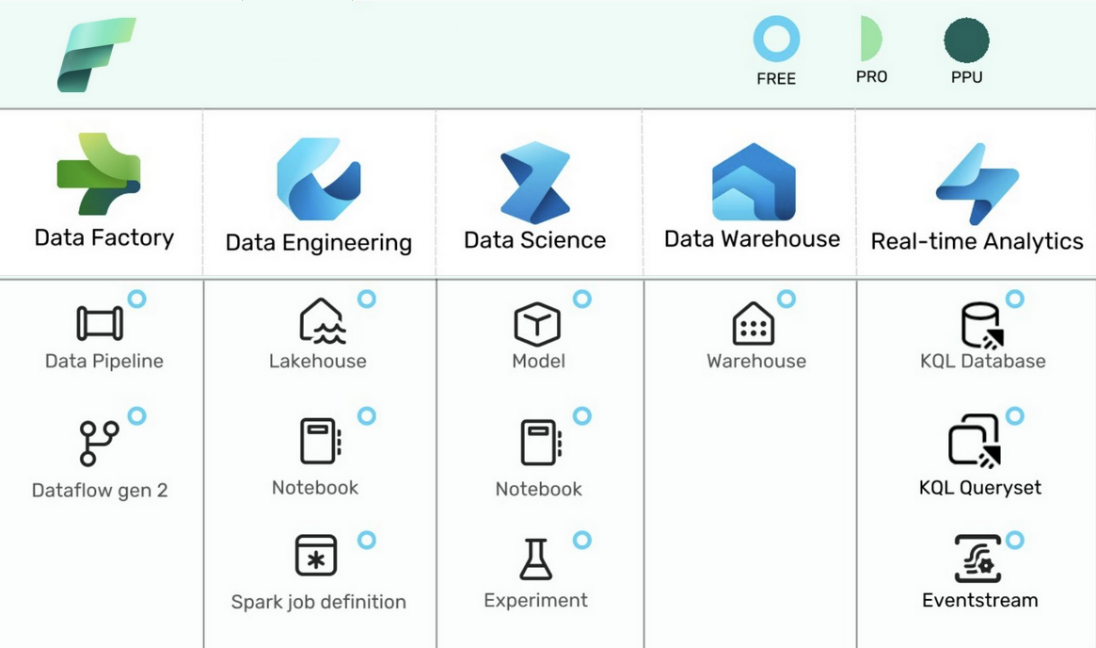 FREE
PRO
PPU
Data Factory
Data Engineering
Data Science
Data Warehouse
Real-time Analytics
Data Pipeline
Lakehouse
Model
Warehouse
KQL Database
Dataflow gen 2
Notebook
Notebook
KQL Queryset
Spark job definition
Experiment
Eventstream